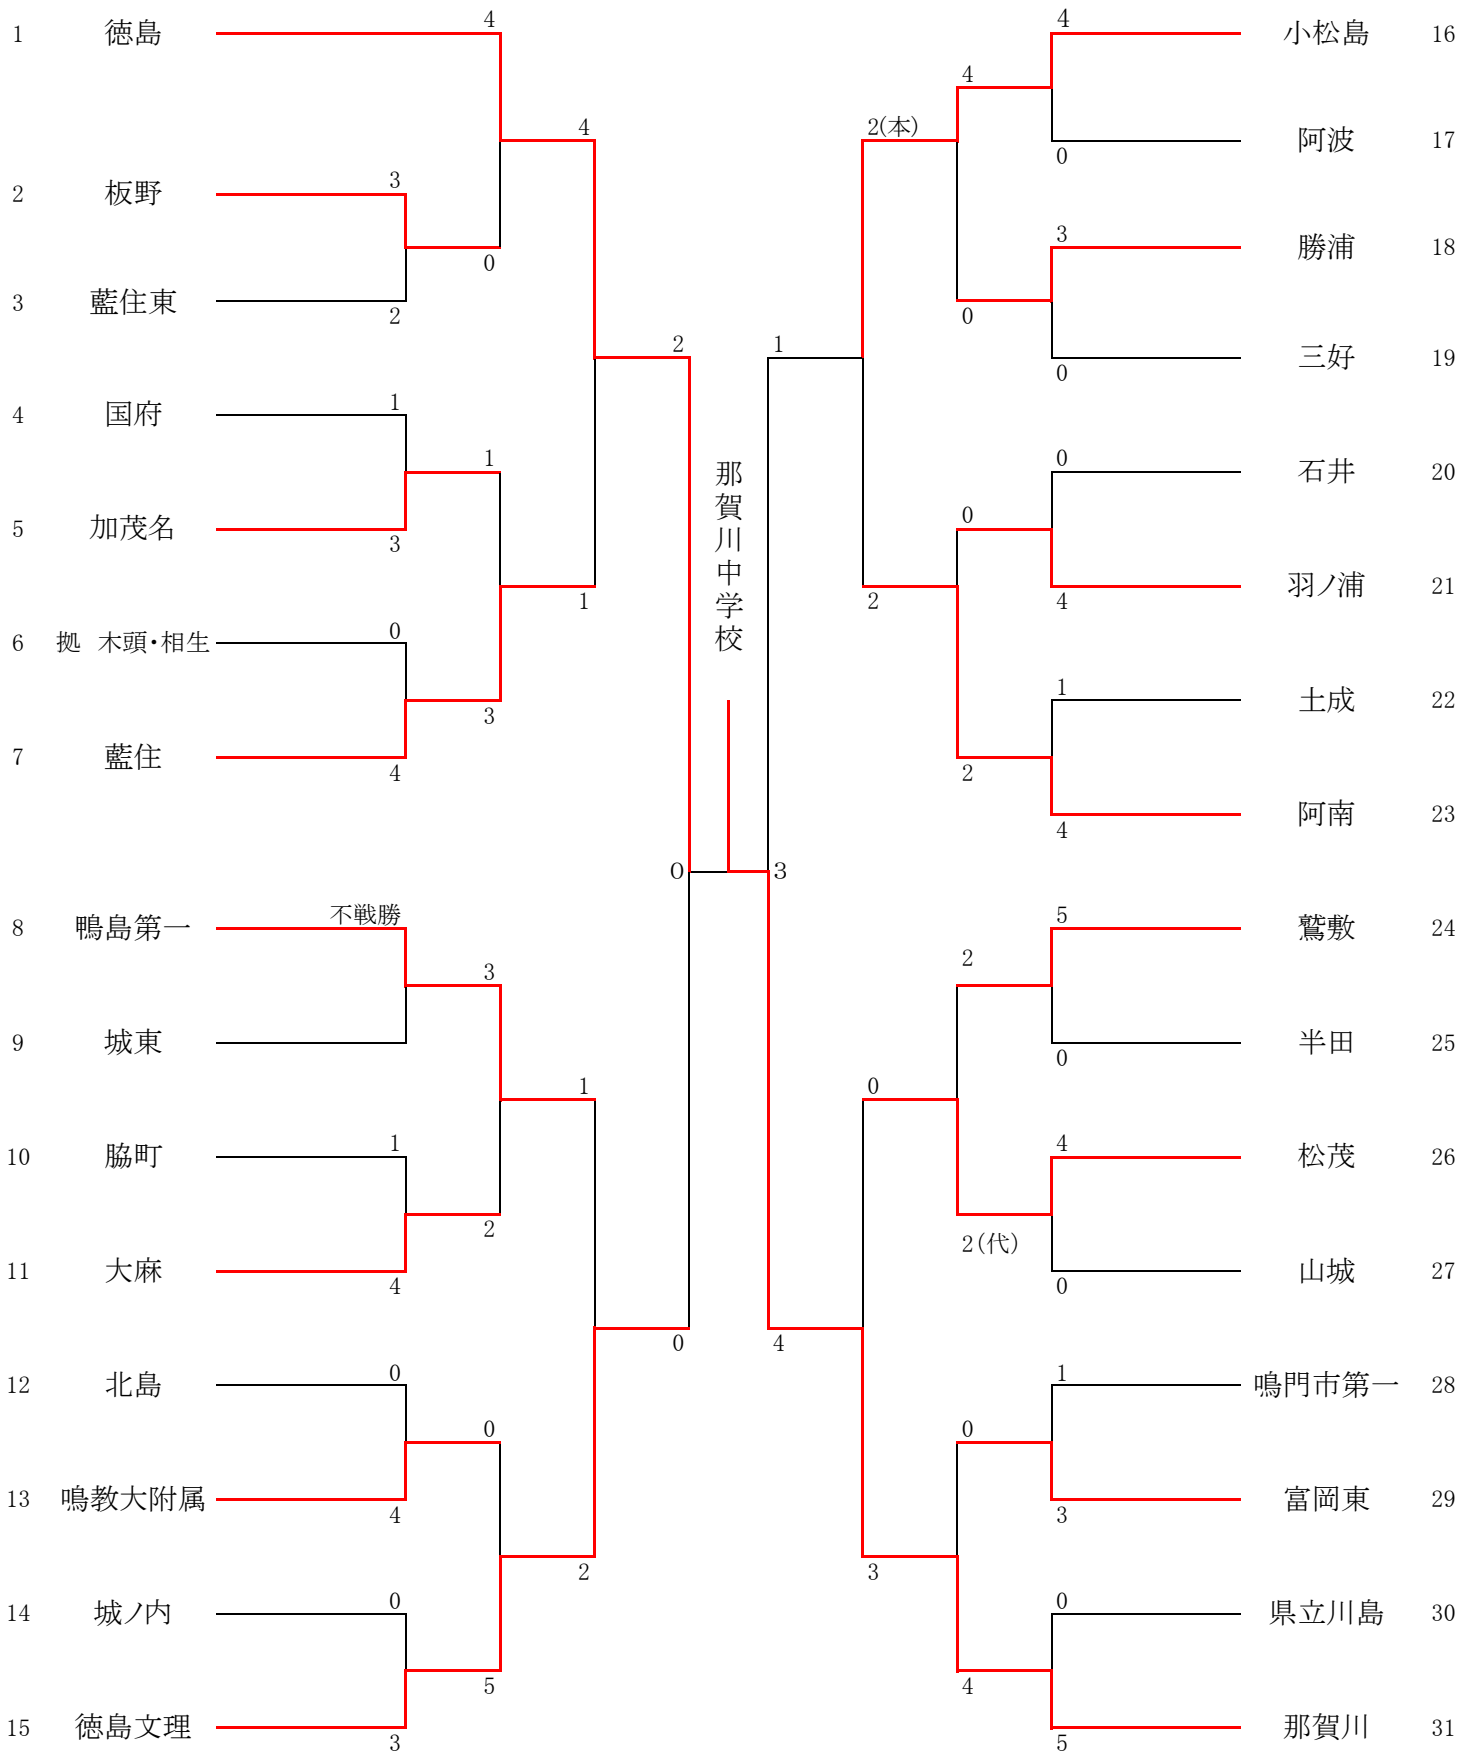 1 徳島 4
4
2 板野 3
0
3 藍住東 2
2
4 国府 1
1
5 加茂名 3
1
6 拠 木頭・相生 0
3
7 藍住 4
0
8 鴨島第一 不戦勝
3
9 城東
1
10 脇町 1
2
11 大麻 4
0
12 北島 0
0
13 鳴教大附属 4
2
14 城ノ内 0
5
15 徳島文理 3
那賀川中学校
4 小松島 16
4
2(本)
0 阿波 17
3 勝浦 18
0
1
0 三好 19
0 石井 20
0
2
4 羽ノ浦 21
1 土成 22
2
4 阿南 23
3
5 鷲敷 24
2
0 半田 25
0
4 松茂 26
2(代)
0 山城 27
4
1 鳴門市第一 28
0
3 富岡東 29
3
0 県立川島 30
4
5 那賀川 31